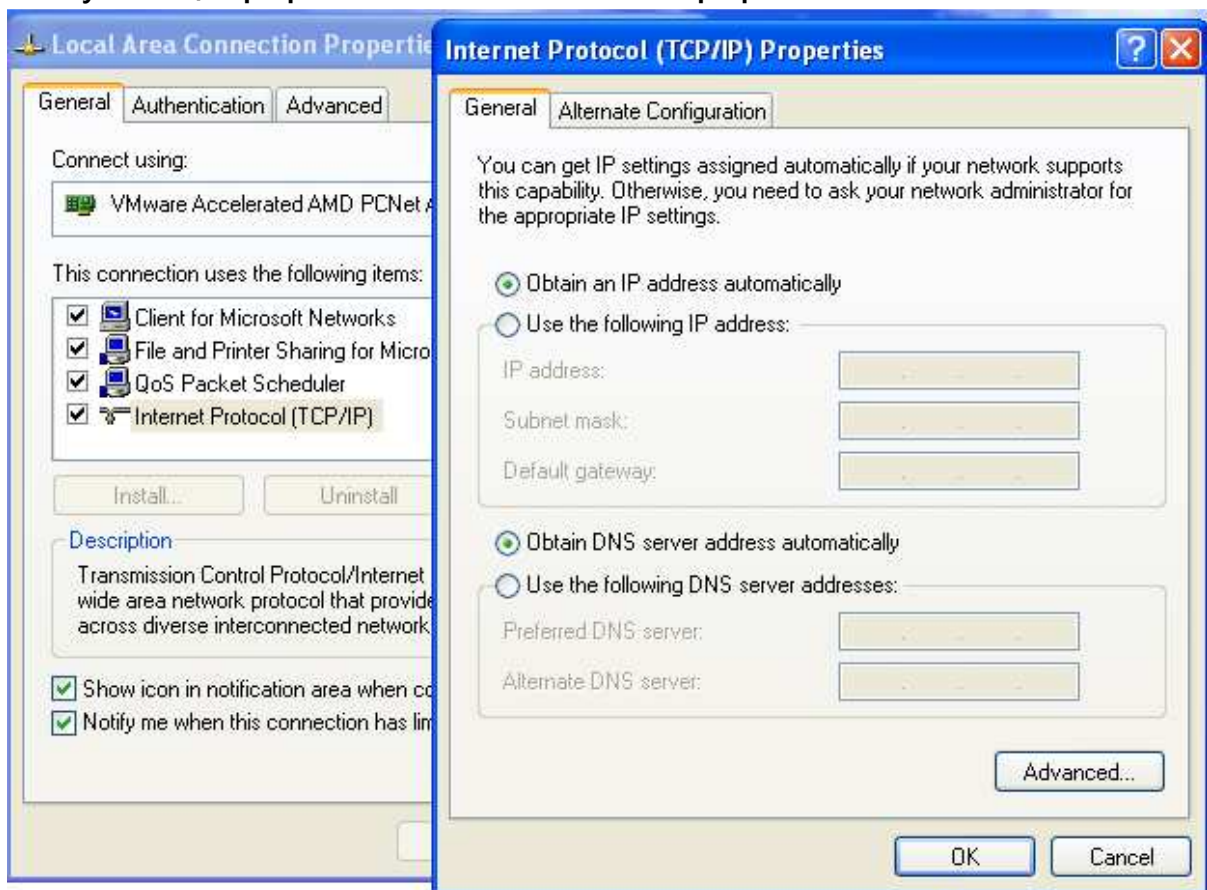 Local Area Connection Propertie
General Authentication Advanced
Connect using:
VMware Accelerated AMD PCNet A
This connection uses the following items:
Client for Microsoft Networks
File and Printer Sharing for Micro
QoS Packet Scheduler
Internet Protocol (TCP/IP)
Install... Uninstall
Description
Transmission Control Protocol/Internet
wide area network protocol that provide
across diverse interconnected network
Show icon in notification area when co
Notify me when this connection has lim
Internet Protocol (TCP/IP) Properties
General Alternate Configuration
You can get IP settings assigned automatically if your network supports
this capability. Otherwise, you need to ask your network administrator for
the appropriate IP settings.
Obtain an IP address automatically
Use the following IP address:
IP address:
Subnet mask:
Default gateway:
Obtain DNS server address automatically
Use the following DNS server addresses:
Preferred DNS server:
Alternate DNS server:
Advanced...
OK Cancel